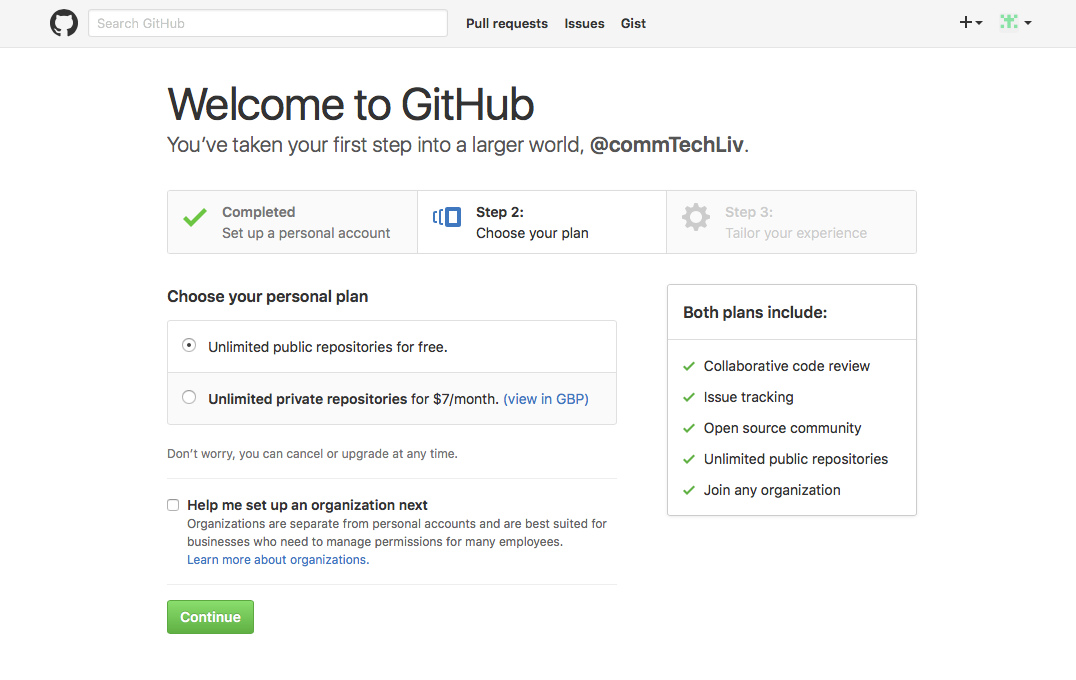 Search GitHub
Pull requests
Issues
Gist
Welcome to GitHub
You’ve taken your first step into a larger world, @commTechLiv.
Completed
Set up a personal account
Step 2:
Choose your plan
Step 3:
Tailor your experience
Choose your personal plan
Unlimited public repositories for free.
Unlimited private repositories for $7/month. (view in GBP)
Don’t worry, you can cancel or upgrade at any time.
Help me set up an organization next
Organizations are separate from personal accounts and are best suited for
businesses who need to manage permissions for many employees.
Learn more about organizations.
Continue
Both plans include:
Collaborative code review
Issue tracking
Open source community
Unlimited public repositories
Join any organization